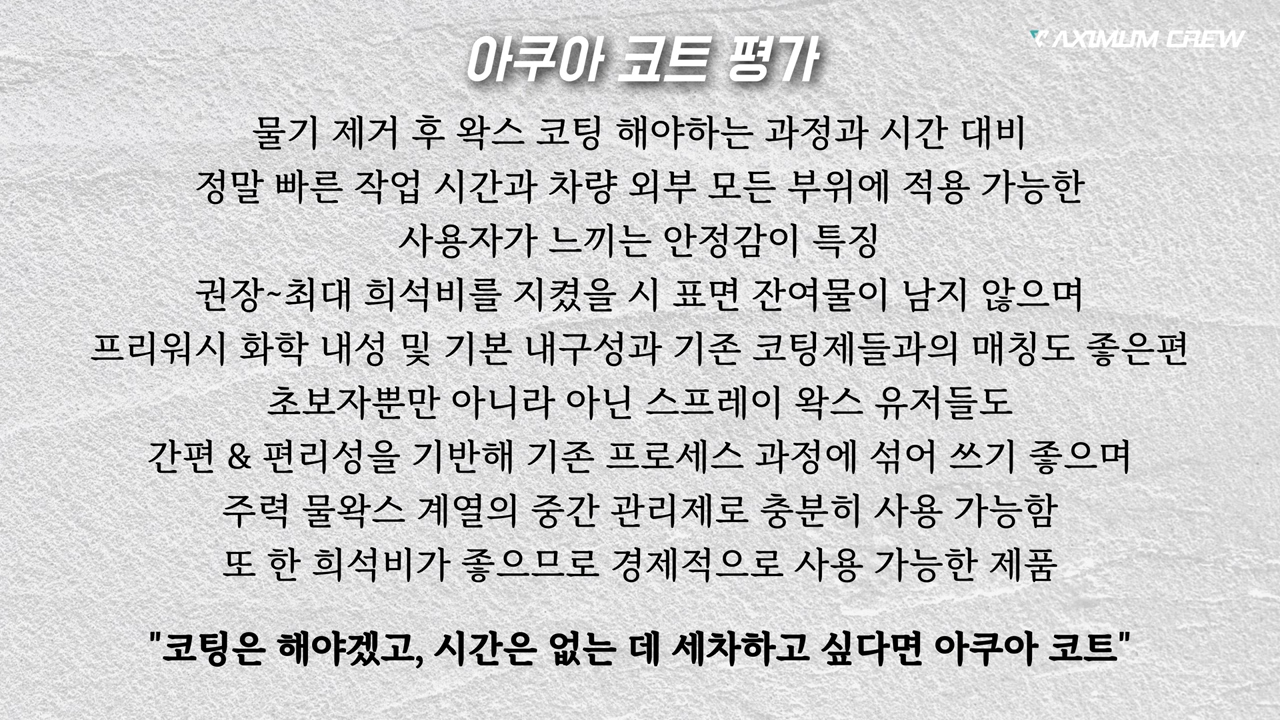 아쿠아 코트 평가
AXIMUM CREW
물기 제거 후 왁스 코팅 해야하는 과정과 시간 대비
정말 빠른 작업 시간과 차량 외부 모든 부위에 적용 가능한
사용자가 느끼는 안정감이 특징
권장~최대 희석비를 지켰을 시 표면 잔여물이 남지 않으며
프리워시 화학 내성 및 기본 내구성과 기존 코팅제들과의 매칭도 좋은편
초보자뿐만 아니라 아닌 스프레이 왁스 유저들도
간편 & 편리성을 기반해 기존 프로세스 과정에 섞어 쓰기 좋으며
주력 물왁스 계열의 중간 관리제로 충분히 사용 가능함
또 한 희석비가 좋으므로 경제적으로 사용 가능한 제품
"코팅은 해야겠고, 시간은 없는 데 세차하고 싶다면 아쿠아 코트"